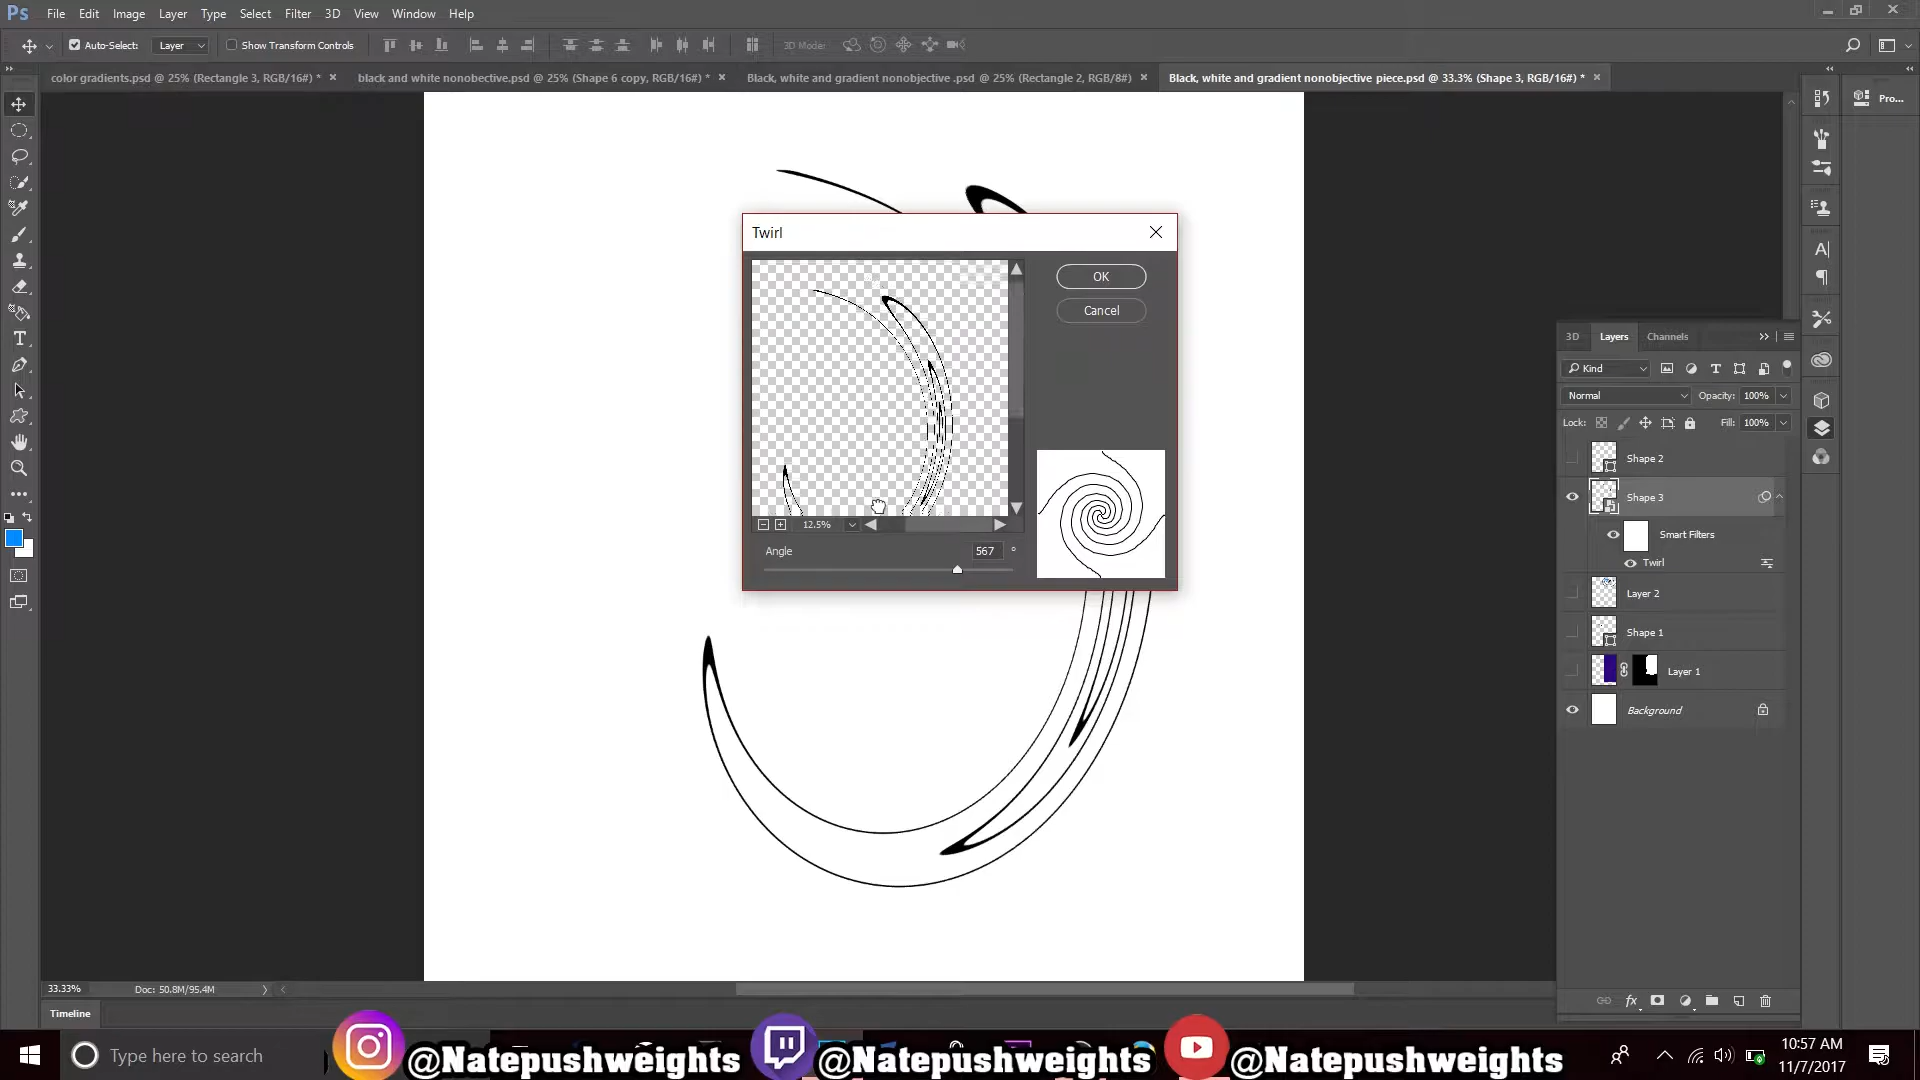 Ps File Edit Image Layer Type Select Filter 3D View Window Help
Auto-Select: Layer Show Transform Controls 3D Mode:
color gradients.psd @ 25% (Rectangle 3, RGB/16#) * × black and white nonobective.psd @ 25% (Shape 6 copy, RGB/16#) * × Black, white and gradient nonobjective .psd @ 25% (Rectangle 2, RGB/8#) × Black, white and gradient nonobjective piece.psd @ 33.3% (Shape 3, RGB/16#) * ×
Pro...
Twirl
OK
Cancel
12.5%
Angle 567 °
3D Layers Channels
Kind
Normal Opacity: 100%
Lock: Fill: 100%
Shape 2
Shape 3
Smart Filters
Twirl
Layer 2
Shape 1
Layer 1
Background
33.33% Doc: 50.8M/95.4M
Timeline
Type here to search
@Natepushweights @Natepushweights @Natepushweights
10:57 AM
11/7/2017